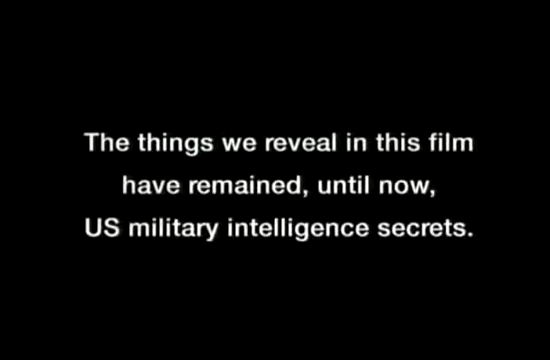 The things we reveal in this film
have remained, until now,
US military intelligence secrets.